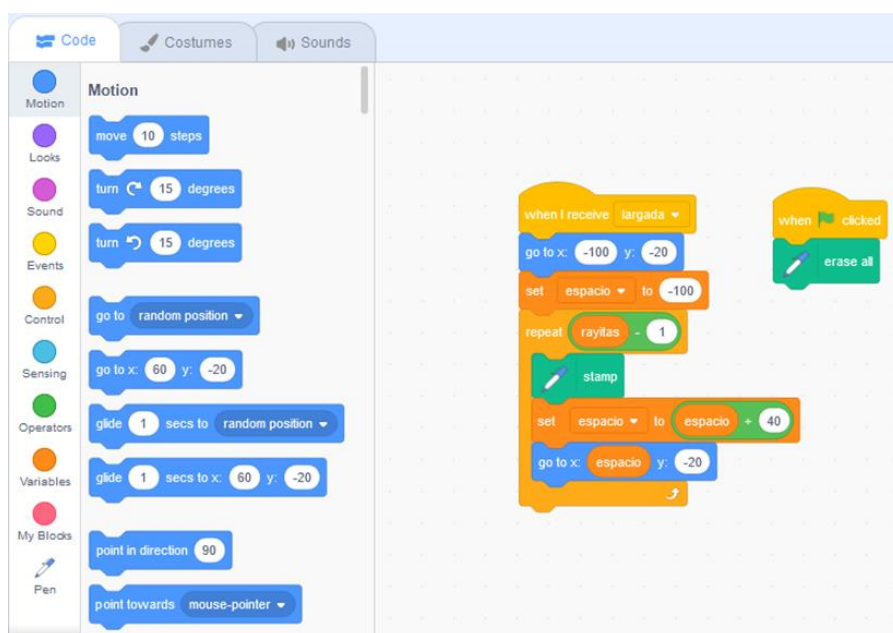 Code Costumes Sounds
Motion
Looks
Sound
Events
Control
Sensing
Operators
Variables
My Blocks
Pen
Motion
move 10 steps
turn 15 degrees
turn 15 degrees
go to random position
go to x: 60 y: -20
glide 1 secs to random position
glide 1 secs to x: 60 y: -20
point in direction 90
point towards mouse-pointer
when I receive largada
go to x: -100 y: -20
set espacio to -100
repeat rayitas - 1
stamp
set espacio to espacio + 40
go to x: espacio y: -20
when clicked
erase all